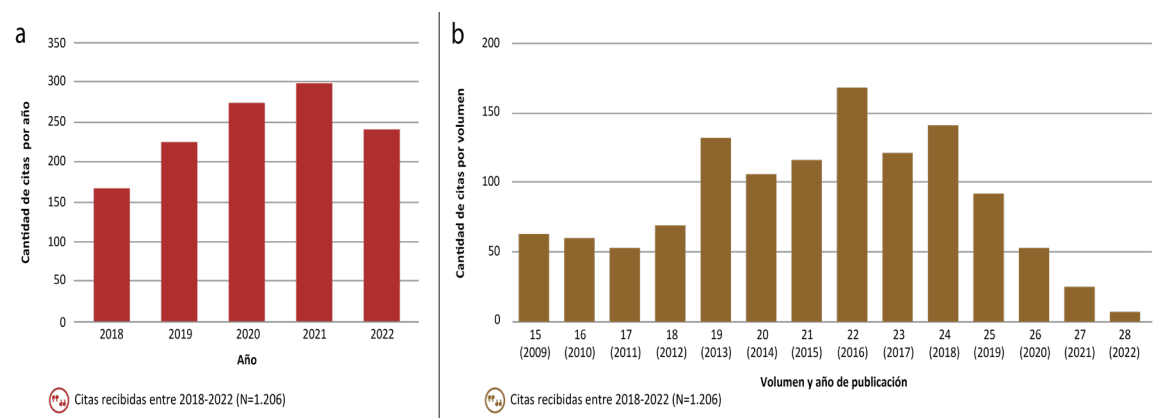 a
Cantidad de citas por año
350
300
250
200
150
100
50
0
2018 2019 2020 2021 2022
Año
Citas recibidas entre 2018-2022 (N=1.206)
b
Cantidad de citas por volumen
200
150
100
50
0
15 16 17 18 19 20 21 22 23 24 25 26 27 28
(2009) (2010) (2011) (2012) (2013) (2014) (2015) (2016) (2017) (2018) (2019) (2020) (2021) (2022)
Volumen y año de publicación
Citas recibidas entre 2018-2022 (N=1.206)